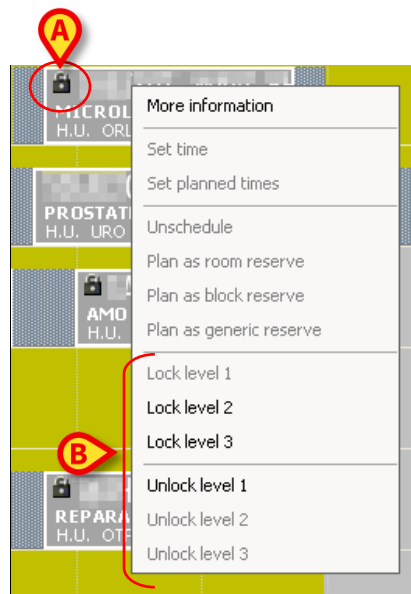 A
MICROL
H.U. ORL
PROSTATI
H.U. URO
AMO
H.U.
REPARA
H.U.
More information
Set time
Set planned times
Unschedule
Plan as room reserve
Plan as block reserve
Plan as generic reserve
Lock level 1
Lock level 2
Lock level 3
B
Unlock level 1
Unlock level 2
Unlock level 3